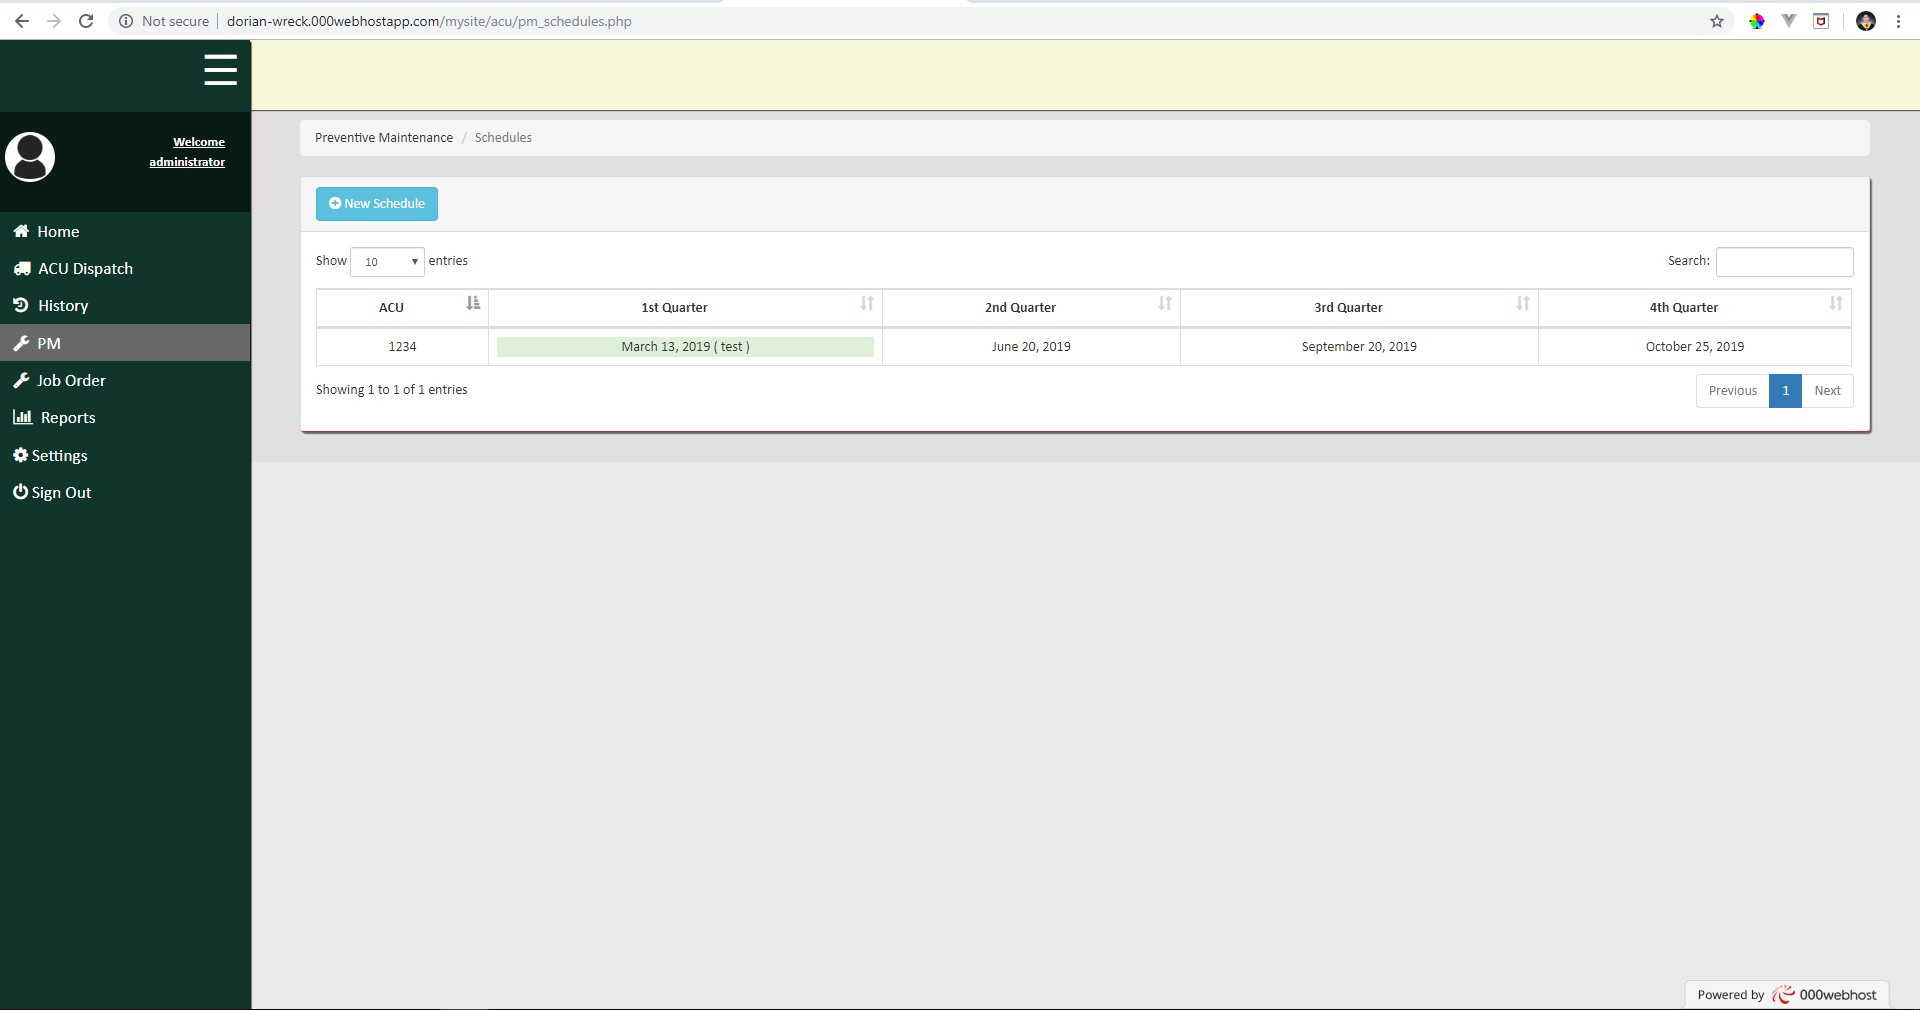 Not secure dorian-wreck.000webhostapp.com/mysite/acu/pm_schedules.php
Welcome
administrator
Home
ACU Dispatch
History
PM
Job Order
Reports
Settings
Sign Out
Preventive Maintenance / Schedules
New Schedule
Show 10 entries Search:
ACU 1st Quarter 2nd Quarter 3rd Quarter 4th Quarter
1234 March 13, 2019 ( test ) June 20, 2019 September 20, 2019 October 25, 2019
Showing 1 to 1 of 1 entries Previous 1 Next
Powered by 000webhost